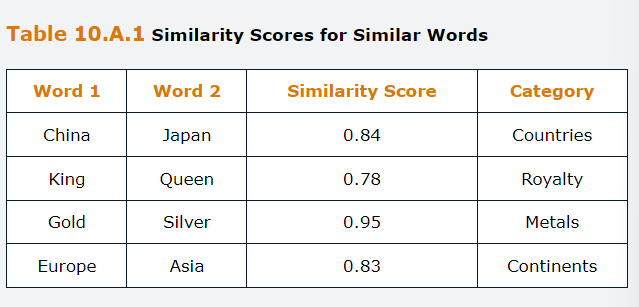 Table 10.A.1 Similarity Scores for Similar Words
Word 1 Word 2 Similarity Score Category
China Japan 0.84 Countries
King Queen 0.78 Royalty
Gold Silver 0.95 Metals
Europe Asia 0.83 Continents